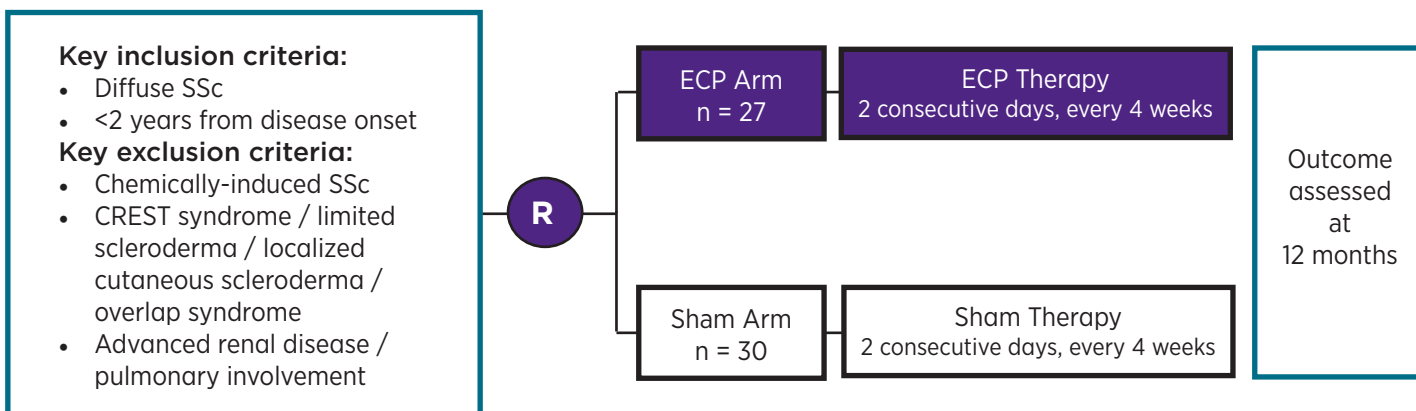 Key inclusion criteria:
• Diffuse SSc
• <2 years from disease onset
Key exclusion criteria:
• Chemically-induced SSc
• CREST syndrome / limited
scleroderma / localized
cutaneous scleroderma /
overlap syndrome
• Advanced renal disease /
pulmonary involvement
R
ECP Arm
n = 27
ECP Therapy
2 consecutive days, every 4 weeks
Sham Arm
n = 30
Sham Therapy
2 consecutive days, every 4 weeks
Outcome
assessed
at
12 months